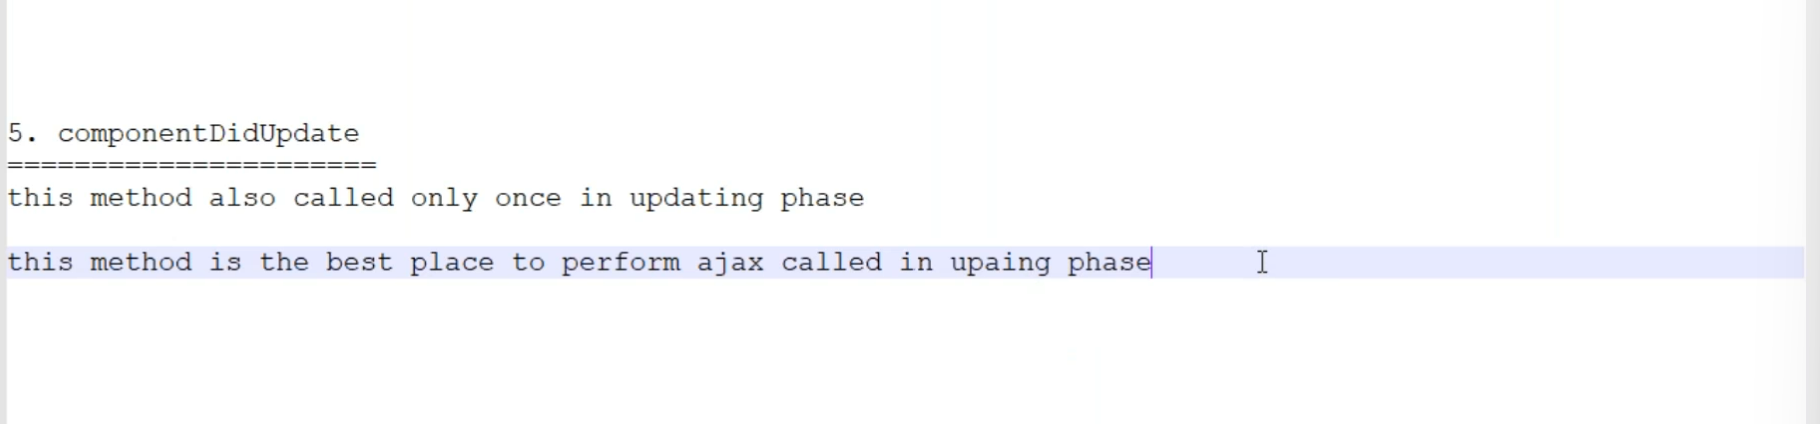 5. componentDidUpdate
======================
this method also called only once in updating phase
this method is the best place to perform ajax called in upaing phase